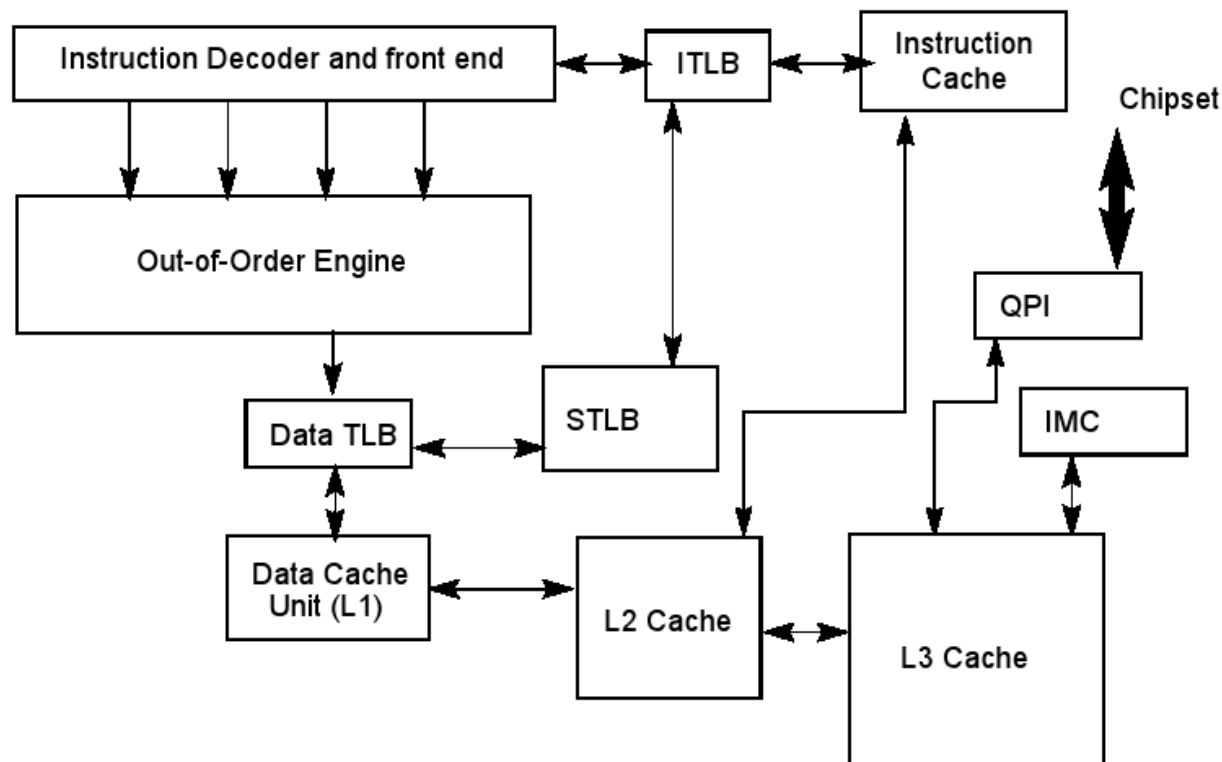 Instruction Decoder and front end
ITLB
Instruction
Cache
Chipset
Out-of-Order Engine
QPI
Data TLB
STLB
IMC
Data Cache
Unit (L1)
L2 Cache
L3 Cache